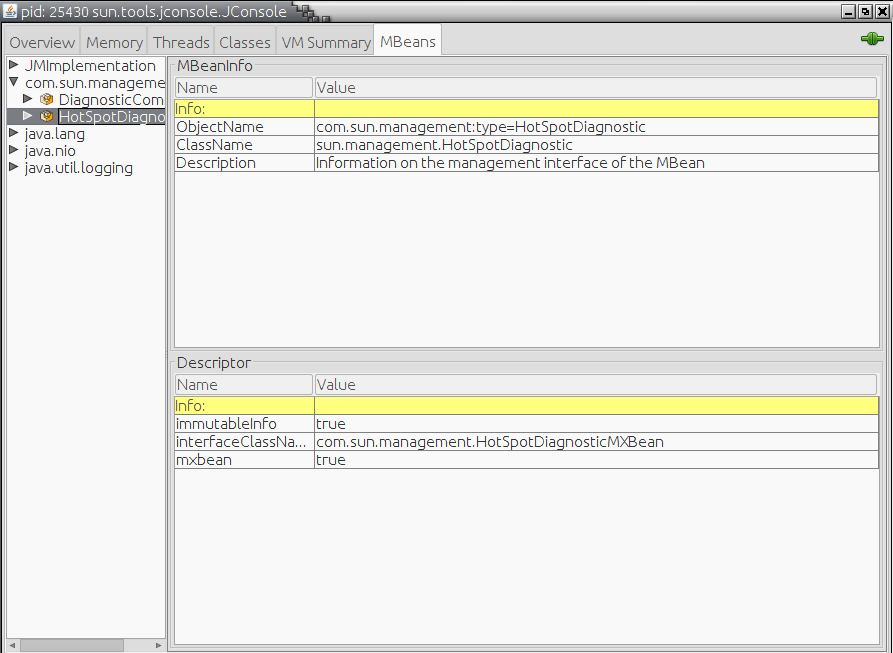 pid: 25430 sun.tools.jconsole.JConsole
Overview Memory Threads Classes VM Summary MBeans
JMImplementation
com.sun.manageme
DiagnosticCom
HotSpotDiagno
java.lang
java.nio
java.util.logging
MBeanInfo
Name Value
Info:
ObjectName com.sun.management:type=HotSpotDiagnostic
ClassName sun.management.HotSpotDiagnostic
Description Information on the management interface of the MBean
Descriptor
Name Value
Info:
immutableInfo true
interfaceClassNa... com.sun.management.HotSpotDiagnosticMXBean
mxbean true